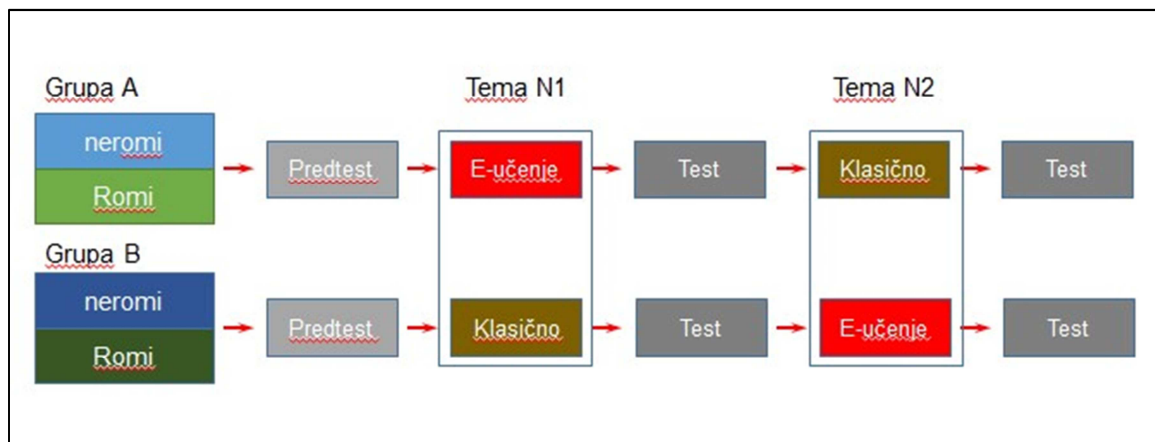 Grupa A
Tema N1
Tema N2
neromi
Romi
Predtest
E-učenje
Test
Klasično
Test
Grupa B
neromi
Romi
Predtest
Klasično
Test
E-učenje
Test